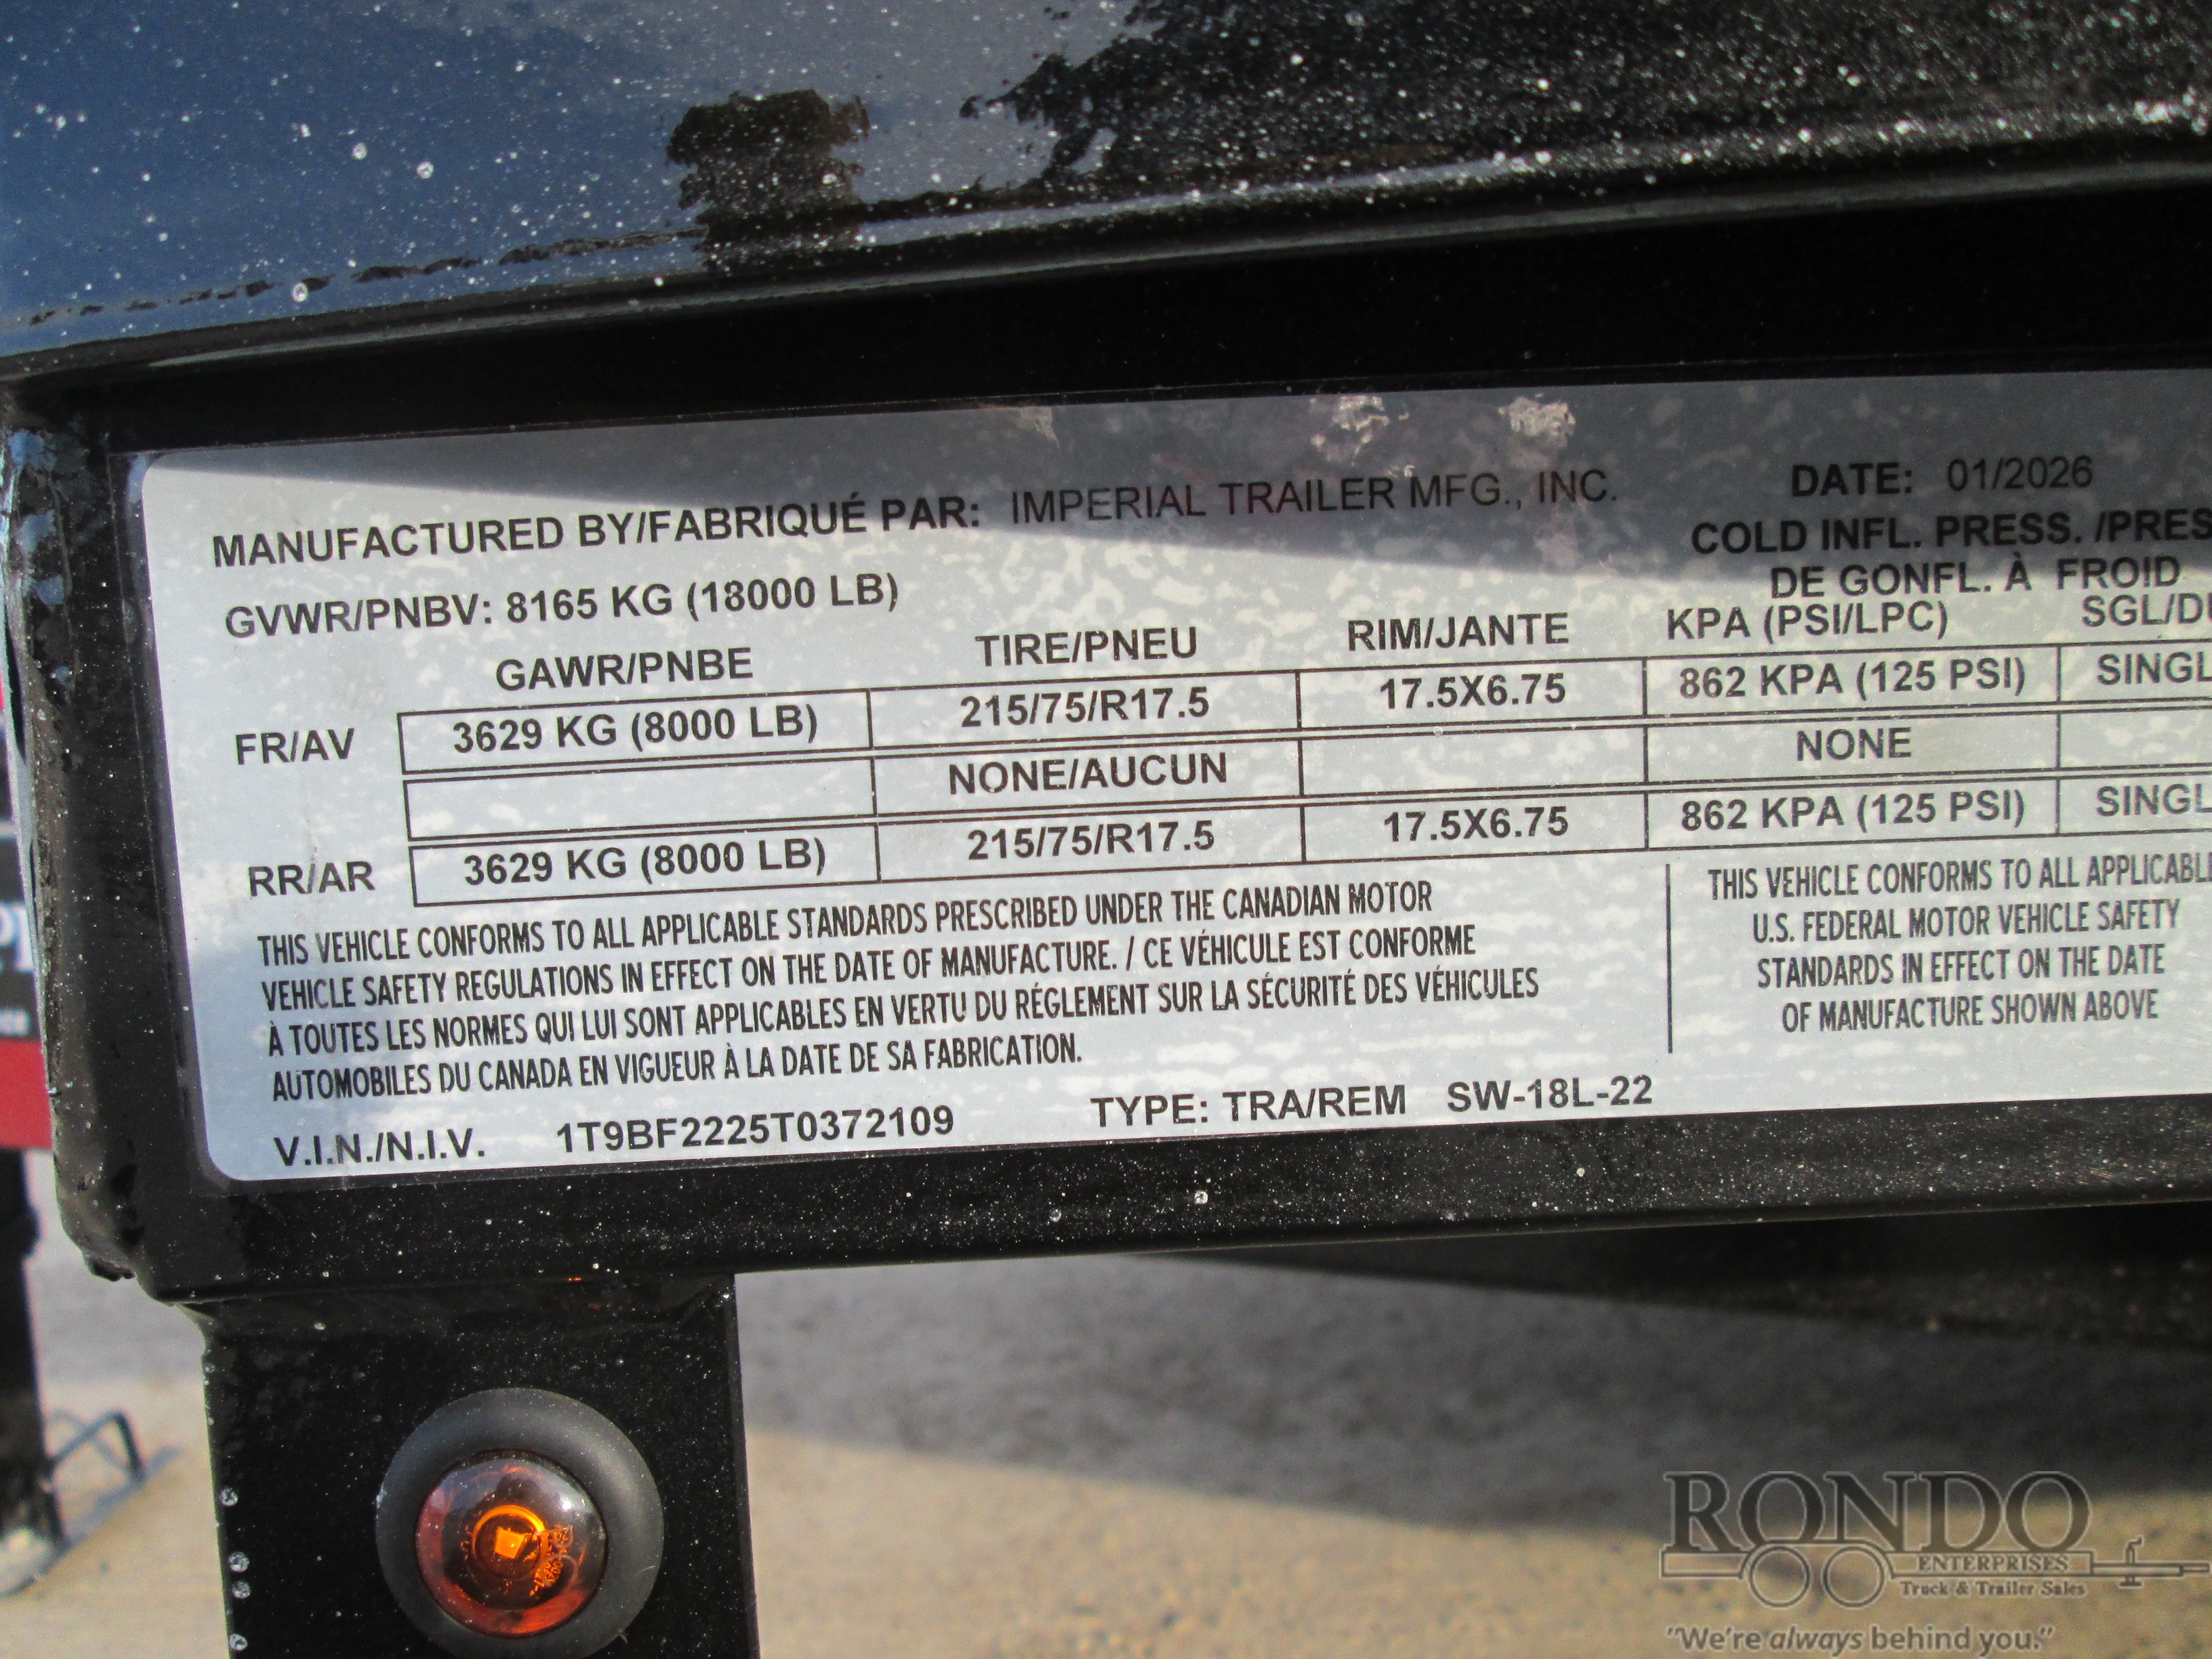 MANUFACTURED BY/FABRIQUÉ PAR: IMPERIAL TRAILER MFG., INC. DATE: 01/2026
COLD INFL. PRESS. /PRES
DE GONFL. À FROID
GVWR/PNBV: 8165 KG (18000 LB)
GAWR/PNBE TIRE/PNEU RIM/JANTE KPA (PSI/LPC) SGL/D
FR/AV 3629 KG (8000 LB) 215/75/R17.5 17.5X6.75 862 KPA (125 PSI) SINGL
NONE/AUCUN NONE
RR/AR 3629 KG (8000 LB) 215/75/R17.5 17.5X6.75 862 KPA (125 PSI) SINGL
THIS VEHICLE CONFORMS TO ALL APPLICABLE STANDARDS PRESCRIBED UNDER THE CANADIAN MOTOR
VEHICLE SAFETY REGULATIONS IN EFFECT ON THE DATE OF MANUFACTURE. / CE VÉHICULE EST CONFORME
À TOUTES LES NORMES QUI LUI SONT APPLICABLES EN VERTU DU RÉGLEMENT SUR LA SÉCURITÉ DES VÉHICULES
AUTOMOBILES DU CANADA EN VIGUEUR À LA DATE DE SA FABRICATION.
THIS VEHICLE CONFORMS TO ALL APPLICABL
U.S. FEDERAL MOTOR VEHICLE SAFETY
STANDARDS IN EFFECT ON THE DATE
OF MANUFACTURE SHOWN ABOVE
V.I.N./N.I.V. 1T9BF2225T0372109 TYPE: TRA/REM SW-18L-22
RONDO
ENTERPRISES
Truck & Trailer Sales
"We're always behind you."